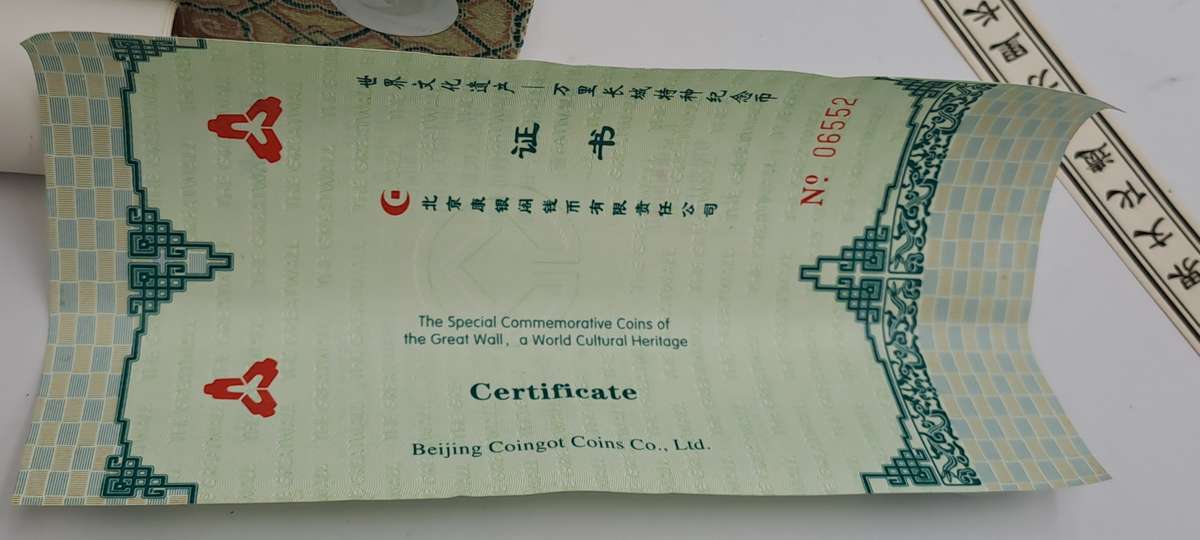 世界文化遗产—万里长城特种纪念币
证书
№: 06552
北京康银阁钱币有限责任公司
The Special Commemorative Coins of
the Great Wall, a World Cultural Heritage
Certificate
Beijing Coingot Coins Co., Ltd.